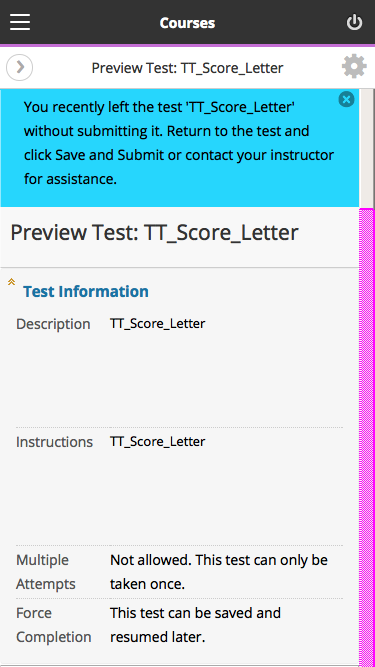 Courses
Preview Test: TT_Score_Letter
You recently left the test 'TT_Score_Letter'
without submitting it. Return to the test and
click Save and Submit or contact your instructor
for assistance.
Preview Test: TT_Score_Letter
Test Information
Description TT_Score_Letter
Instructions TT_Score_Letter
Multiple Not allowed. This test can only be
Attempts taken once.
Force This test can be saved and
Completion resumed later.